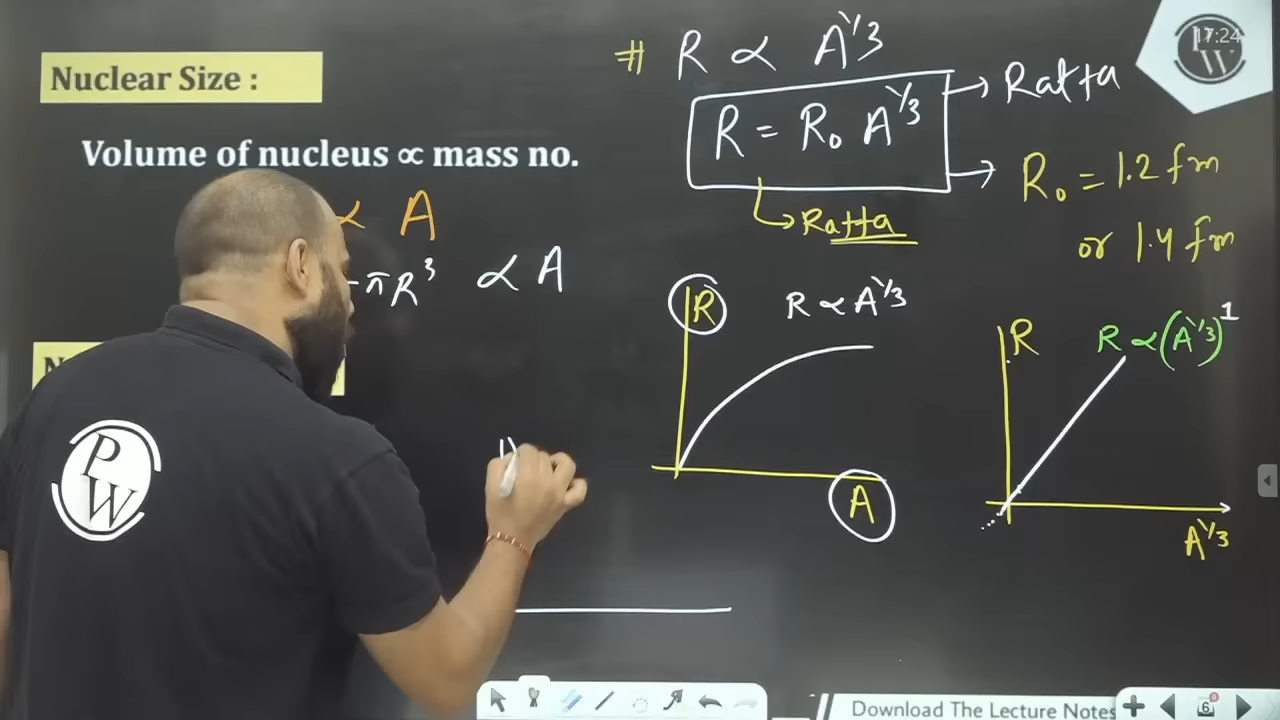 17:24
P
W
Nuclear Size :
Volume of nucleus ∝ mass no.
∝ A
πR³ ∝ A
# R ∝ A^1/3
R = R₀ A^1/3
→ Ratta
→ R₀ = 1.2 fm
or 1.4 fm
→ Ratta
R
R ∝ A^1/3
A
R
R ∝ (A^1/3)^1
A^1/3
P
W
6
Download The Lecture Notes